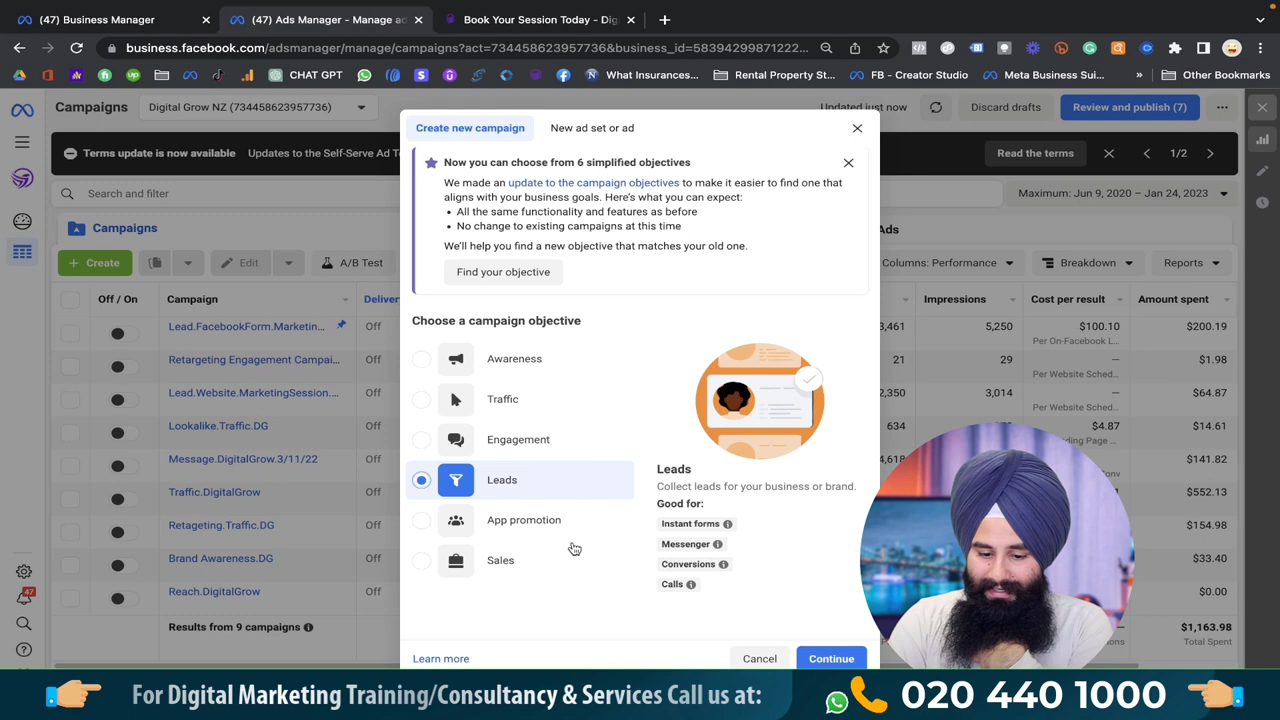 (47) Business Manager
(47) Ads Manager - Manage ad
Book Your Session Today - Dig
business.facebook.com/adsmanager/manage/campaigns?act=734458623957736&business_id=58394299871222...
CHAT GPT
What Insurances...
Rental Property St...
FB - Creator Studio
Meta Business Sui...
»
Other Bookmarks
Campaigns
Digital Grow NZ (734458623957736)
Updated just now
Discard drafts
Review and publish (7)
Terms update is now available
Updates to the Self-Serve Ad T
Read the terms
1/2
Search and filter
Maximum: Jun 9, 2020 – Jan 24, 2023
Campaigns
Ads
+ Create
Edit
A/B Test
Columns: Performance
Breakdown
Reports
Off / On
Campaign
Deliver
Impressions
Cost per result
Amount spent
Lead.FacebookForm.Marketin...
Off
3,461
5,250
$100.10
Per On-Facebook L...
$200.19
Retargeting Engagement Campai...
Off
21
29
—
Per Website Sched...
$1.98
Lead.Website.MarketingSession....
Off
2,350
3,014
—
Per Website Sched...
$64.87
Lookalike.Traffic.DG
Off
634
$4.87
$14.61
Message.DigitalGrow.3/11/22
Off
4,618
$141.82
Traffic.DigitalGrow
Off
$552.13
Retageting.Traffic.DG
Off
$154.98
Brand Awareness.DG
Off
$33.40
Reach.DigitalGrow
Off
$0.00
Results from 9 campaigns
$1,163.98
Total Spent
47
Create new campaign
New ad set or ad
Now you can choose from 6 simplified objectives
We made an update to the campaign objectives to make it easier to find one that
aligns with your business goals. Here's what you can expect:
• All the same functionality and features as before
• No change to existing campaigns at this time
We'll help you find a new objective that matches your old one.
Find your objective
Choose a campaign objective
Awareness
Traffic
Engagement
Leads
App promotion
Sales
Leads
Collect leads for your business or brand.
Good for:
Instant forms
Messenger
Conversions
Calls
Learn more
Cancel
Continue
For Digital Marketing Training/Consultancy & Services Call us at:
020 440 1000